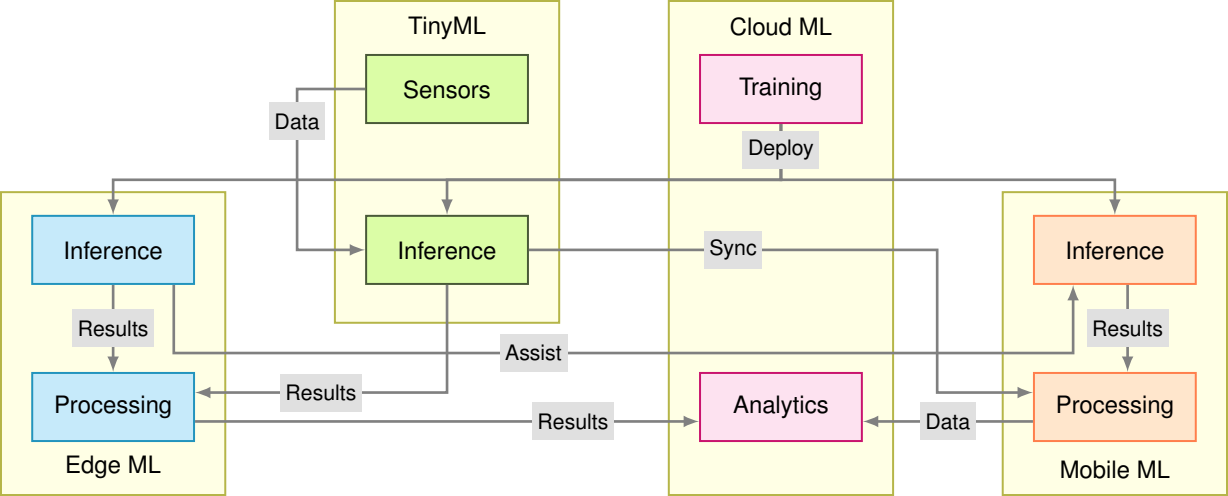 TinyML
Cloud ML
Sensors
Training
Data
Deploy
Inference
Inference
Sync
Inference
Results
Results
Assist
Processing
Results
Analytics
Processing
Results
Data
Edge ML
Mobile ML